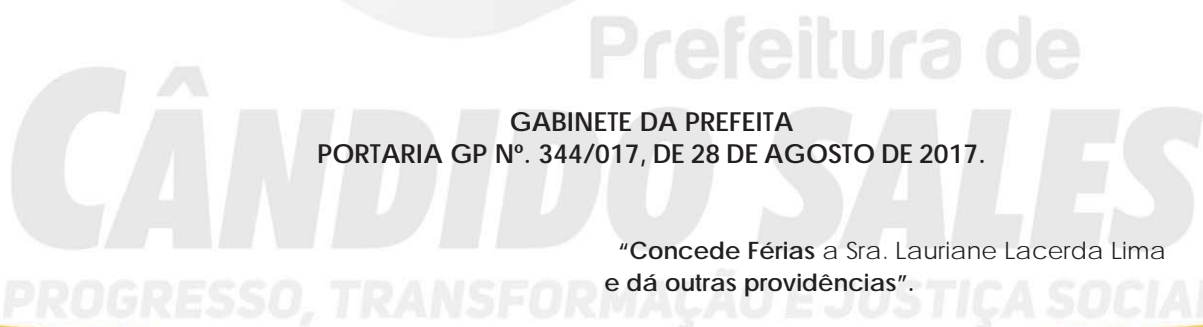 Prefeitura de
CÂNDIDO SALES
PROGRESSO, TRANSFORMAÇÃO E JUSTIÇA SOCIAL
GABINETE DA PREFEITA
PORTARIA GP Nº. 344/017, DE 28 DE AGOSTO DE 2017.
“Concede Férias a Sra. Lauriane Lacerda Lima
e dá outras providências”.